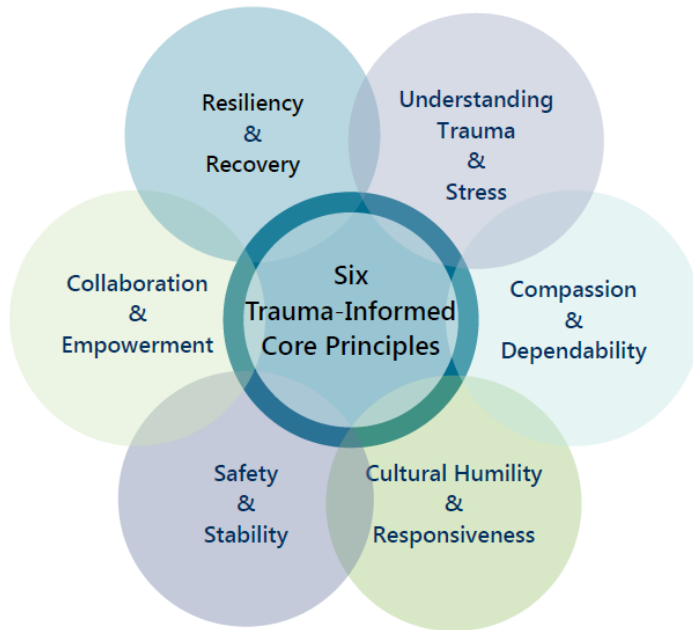 Resiliency
&
Recovery
Understanding
Trauma
&
Stress
Compassion
&
Dependability
Cultural Humility
&
Responsiveness
Safety
&
Stability
Collaboration
&
Empowerment
Six
Trauma-Informed
Core Principles